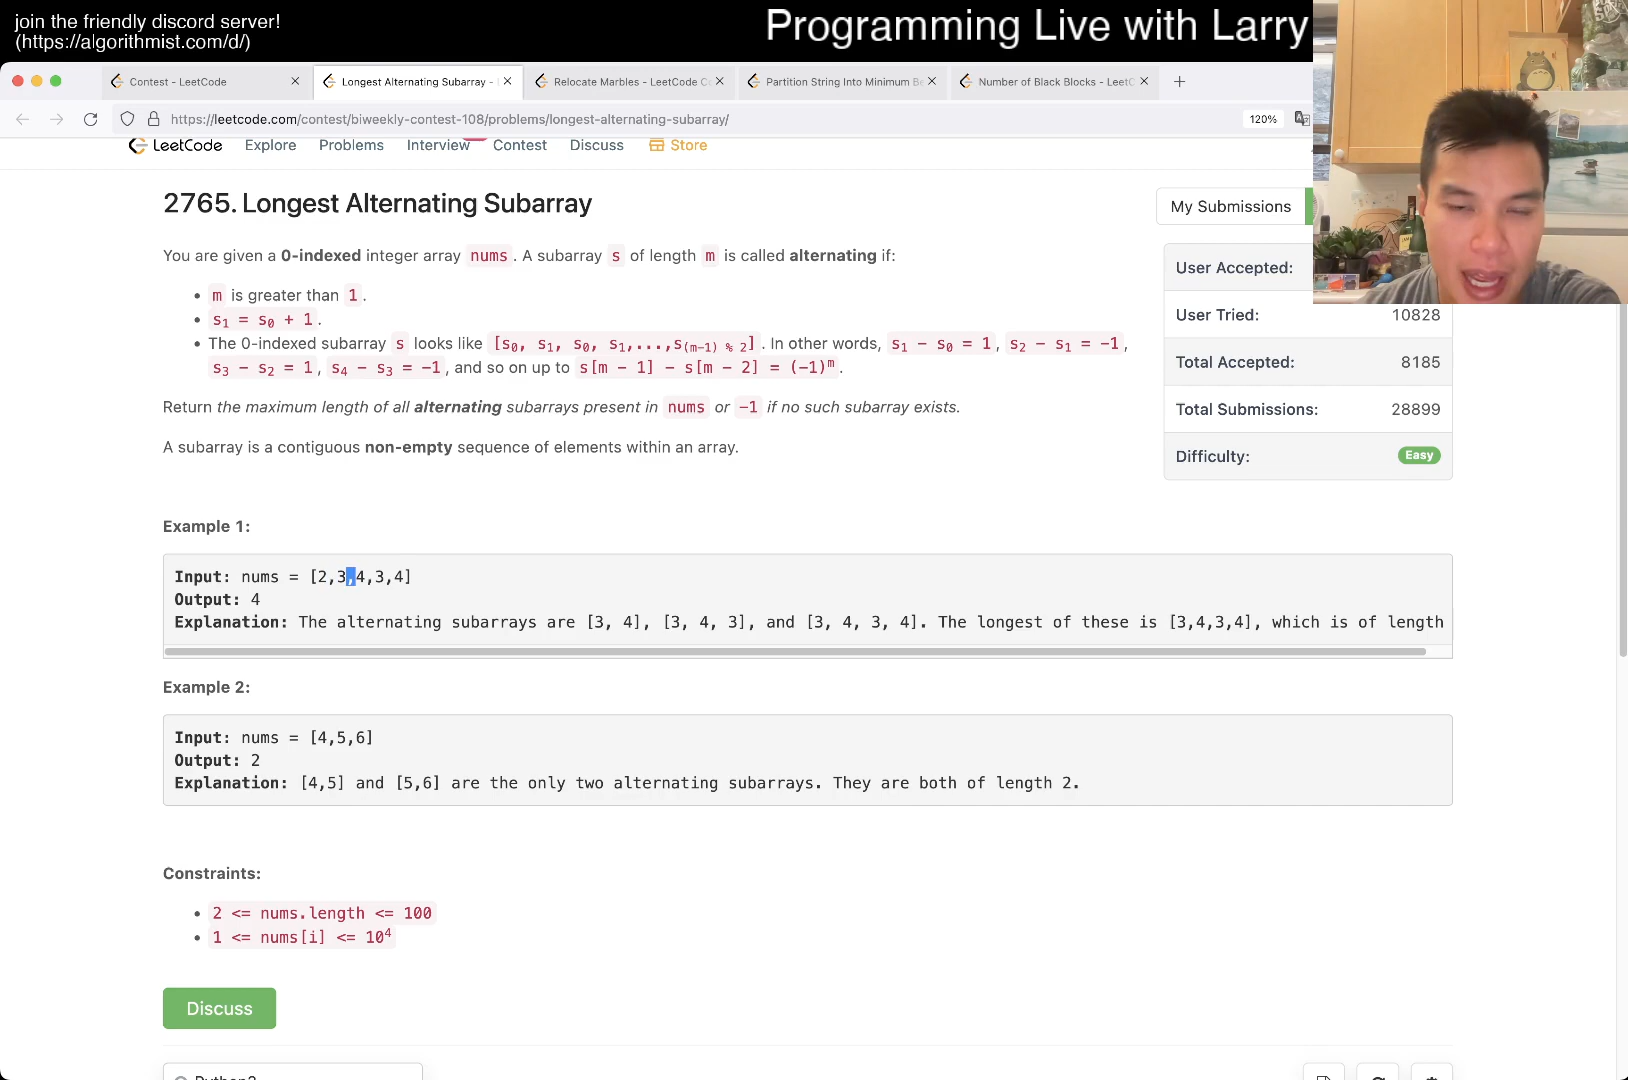 join the friendly discord server!
(https://algorithmist.com/d/)
Programming Live with Larry
Contest - LeetCode
Longest Alternating Subarray -
Relocate Marbles - LeetCode C
Partition String Into Minimum Be
Number of Black Blocks - LeetC
https://leetcode.com/contest/biweekly-contest-108/problems/longest-alternating-subarray/
120%
LeetCode Explore Problems Interview Contest Discuss Store
2765. Longest Alternating Subarray
My Submissions
You are given a 0-indexed integer array nums . A subarray s of length m is called alternating if:
• m is greater than 1 .
• s₁ = s₀ + 1 .
• The 0-indexed subarray s looks like [s₀, s₁, s₀, s₁,...,s₍ₘ₋₁₎ % ₂] . In other words, s₁ - s₀ = 1 , s₂ - s₁ = -1 ,
s₃ - s₂ = 1 , s₄ - s₃ = -1 , and so on up to s[m - 1] - s[m - 2] = (-1)ᵐ .
Return the maximum length of all alternating subarrays present in nums or -1 if no such subarray exists.
A subarray is a contiguous non-empty sequence of elements within an array.
User Accepted:
User Tried: 10828
Total Accepted: 8185
Total Submissions: 28899
Difficulty: Easy
Example 1:
Input: nums = [2,3,4,3,4]
Output: 4
Explanation: The alternating subarrays are [3, 4], [3, 4, 3], and [3, 4, 3, 4]. The longest of these is [3,4,3,4], which is of length
Example 2:
Input: nums = [4,5,6]
Output: 2
Explanation: [4,5] and [5,6] are the only two alternating subarrays. They are both of length 2.
Constraints:
• 2 <= nums.length <= 100
• 1 <= nums[i] <= 10⁴
Discuss